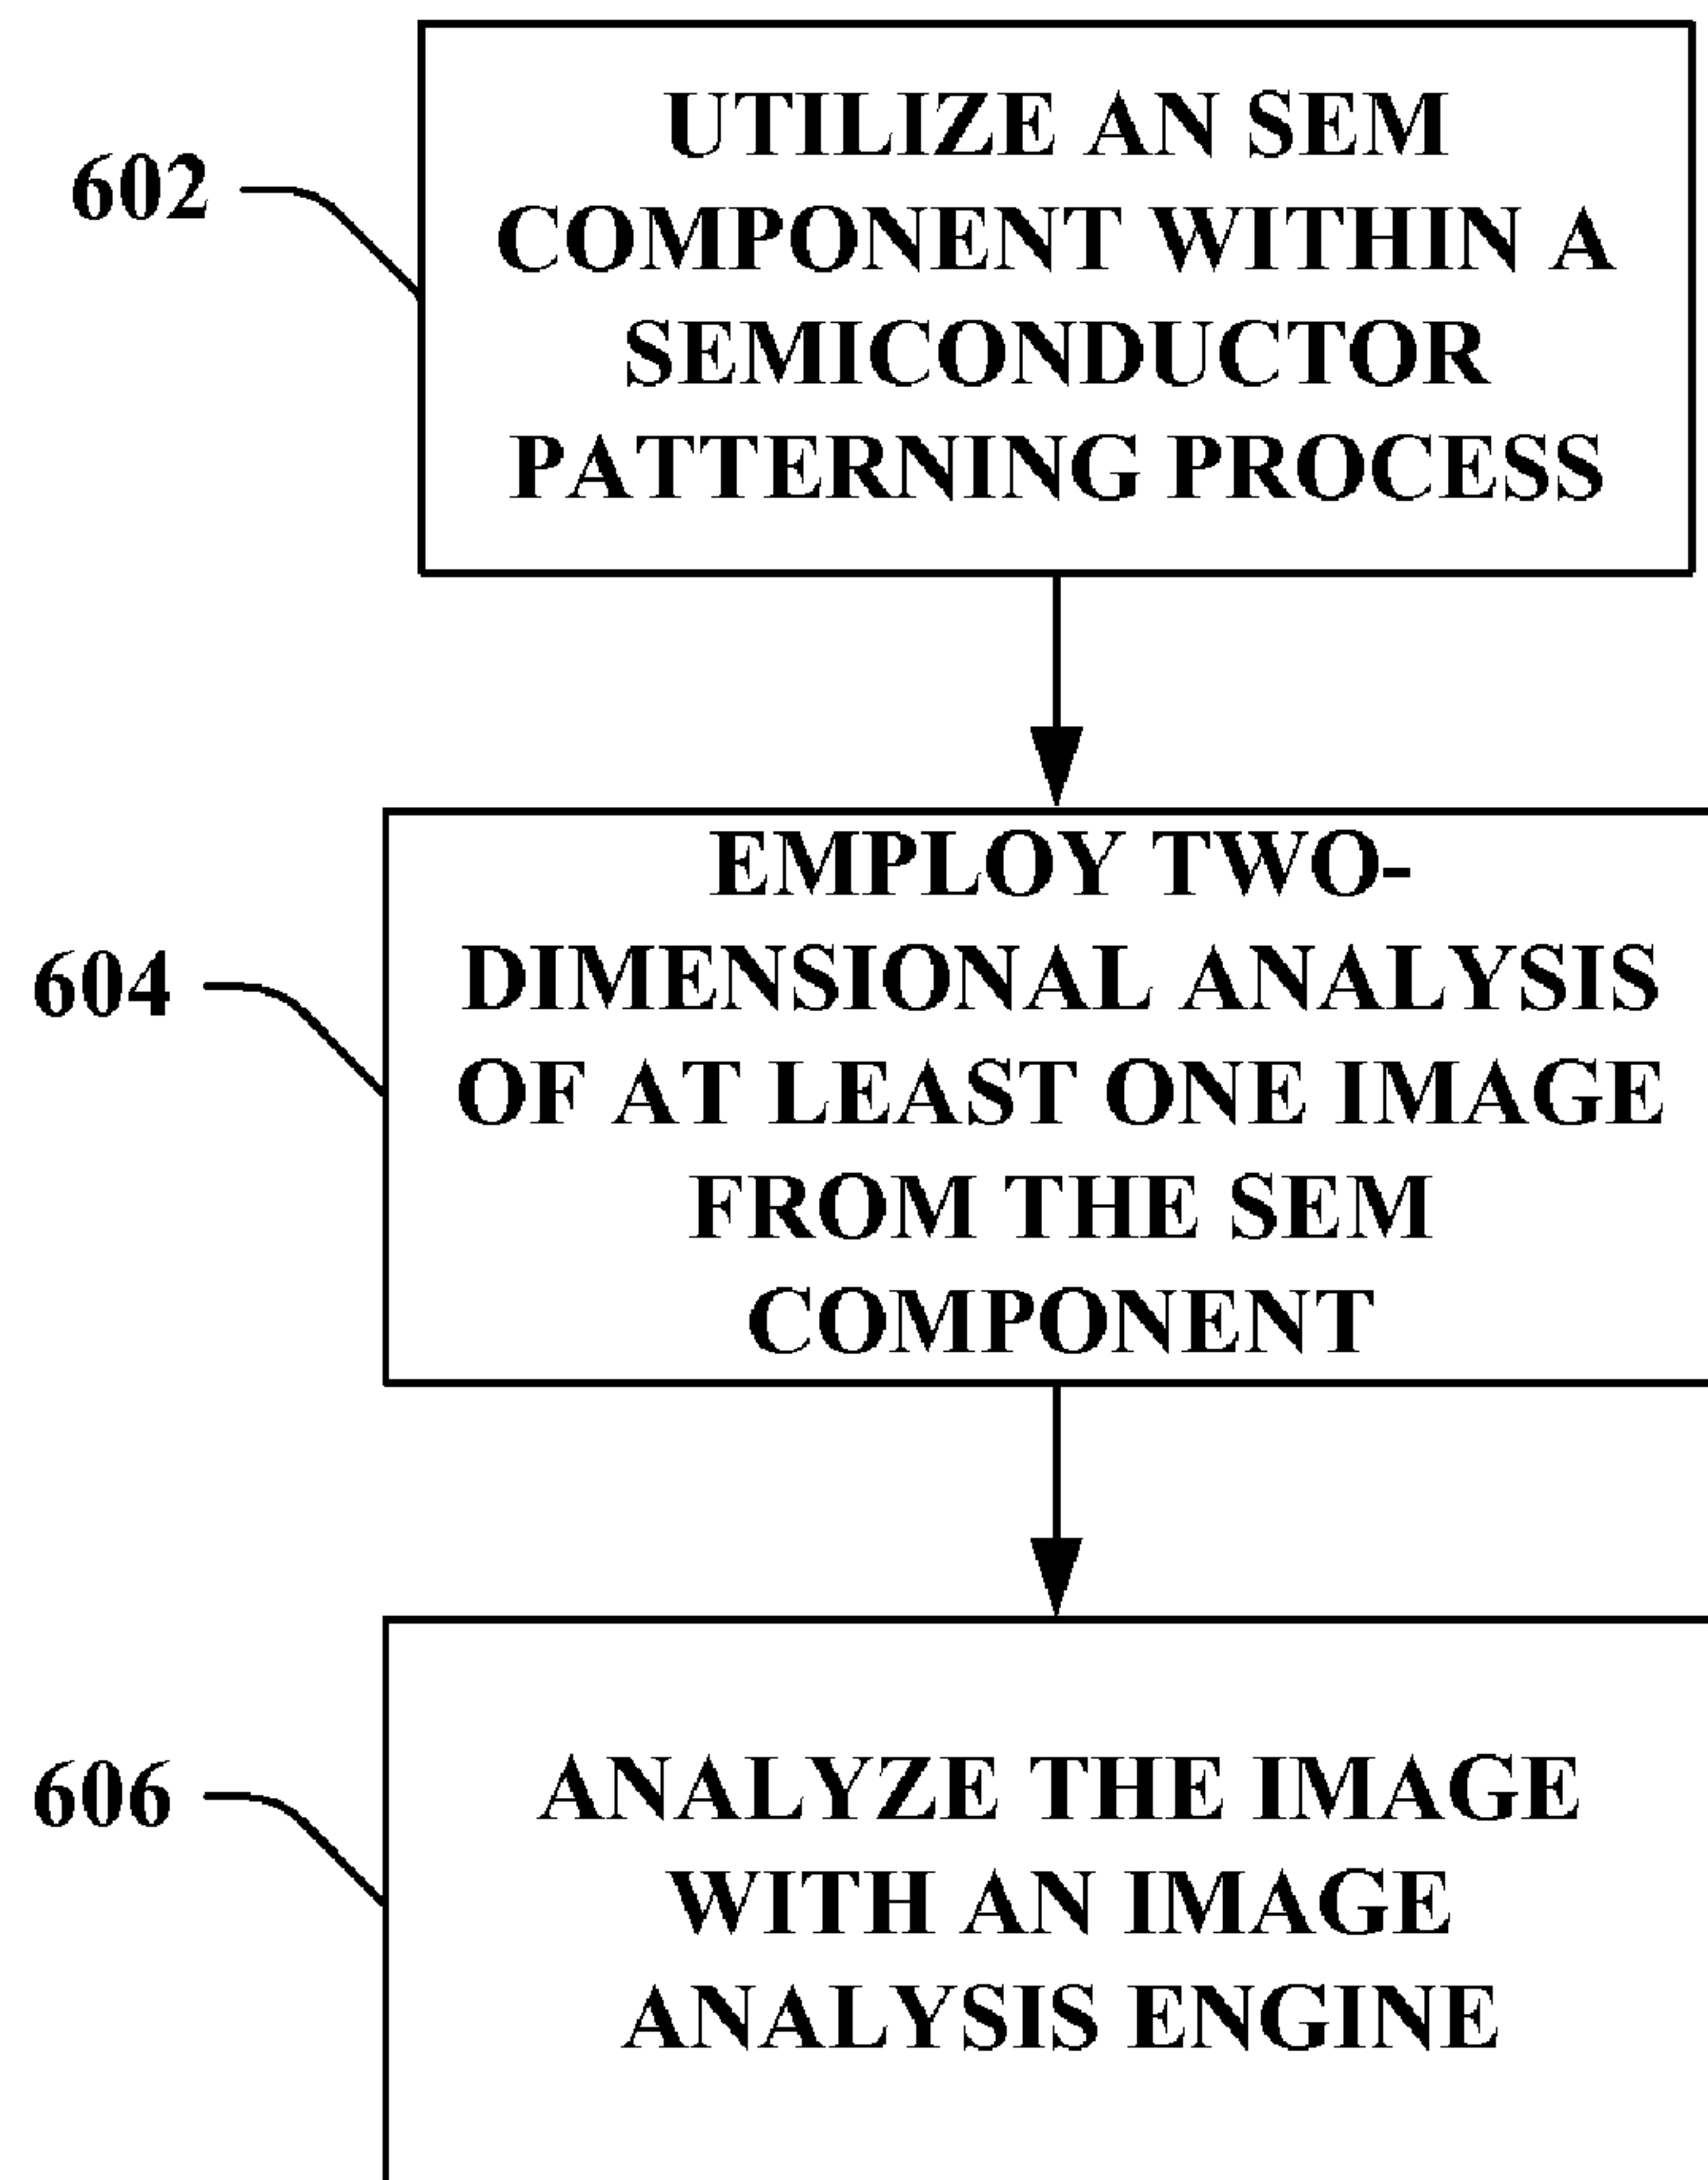 602
UTILIZE AN SEM
COMPONENT WITHIN A
SEMICONDUCTOR
PATTERNING PROCESS
604
EMPLOY TWO-
DIMENSIONAL ANALYSIS
OF AT LEAST ONE IMAGE
FROM THE SEM
COMPONENT
606
ANALYZE THE IMAGE
WITH AN IMAGE
ANALYSIS ENGINE